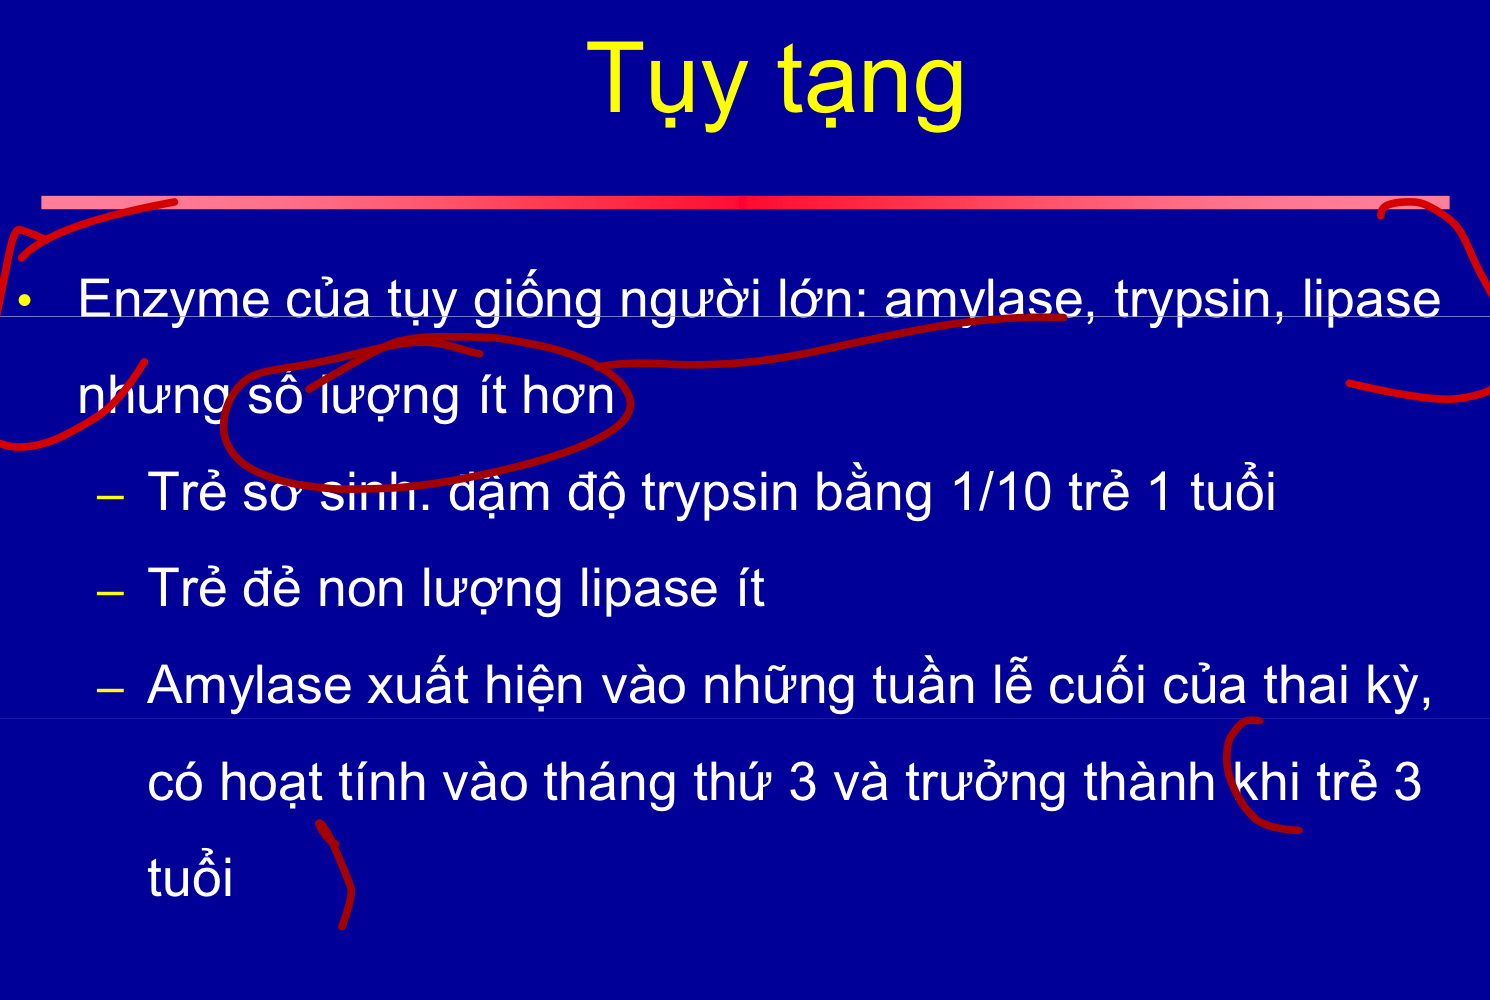 Tụy tạng
• Enzyme của tụy giống người lớn: amylase, trypsin, lipase
nhưng số lượng ít hơn
– Trẻ sơ sinh: đậm độ trypsin bằng 1/10 trẻ 1 tuổi
– Trẻ đẻ non lượng lipase ít
– Amylase xuất hiện vào những tuần lễ cuối của thai kỳ,
có hoạt tính vào tháng thứ 3 và trưởng thành khi trẻ 3
tuổi